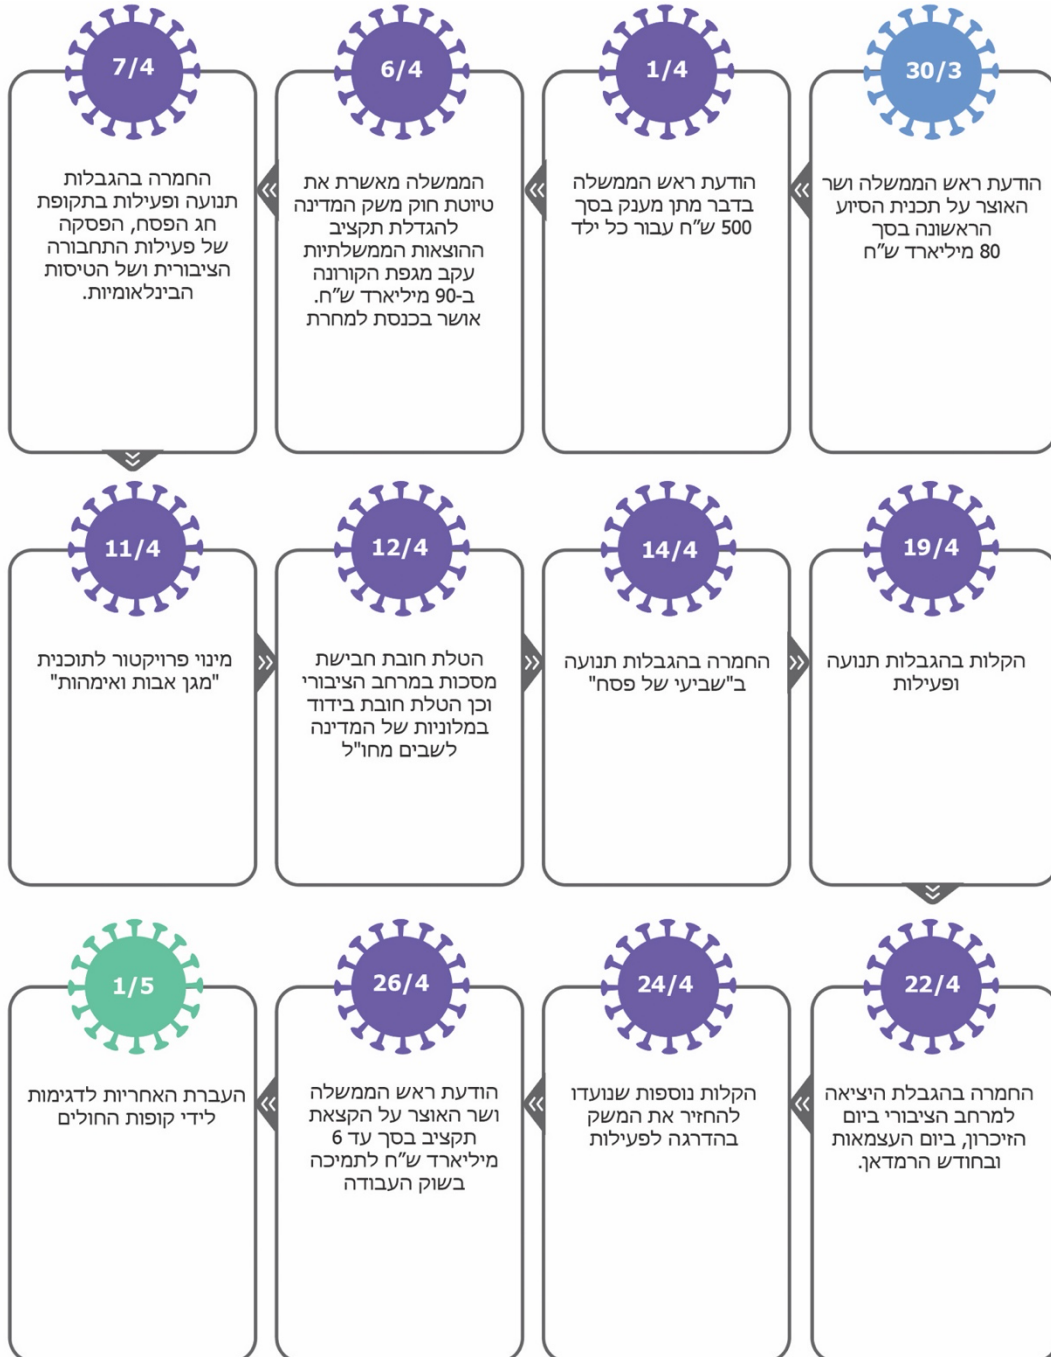 30/3
הודעת ראש הממשלה ושר
האוצר על תכנית הסיוע
הראשונה בסך
80 מיליארד ש"ח
1/4
הודעת ראש הממשלה
בדבר מתן מענק בסך
500 ש"ח עבור כל ילד
6/4
הממשלה מאשרת את
טיוטת חוק משק המדינה
להגדלת תקציב
ההוצאות הממשלתיות
עקב מגפת הקורונה
ב-90 מיליארד ש"ח.
אושר בכנסת למחרת
7/4
החמרה בהגבלות
תנועה ופעילות בתקופת
חג הפסח, הפסקה
של פעילות התחבורה
הציבורית ושל הטיסות
הבינלאומיות.
11/4
מינוי פרויקטור לתוכנית
"מגן אבות ואימהות"
12/4
הטלת חובת חבישת
מסכות במרחב הציבורי
וכן הטלת חובת בידוד
במלוניות של המדינה
לשבים מחו"ל
14/4
החמרה בהגבלות תנועה
ב"שביעי של פסח"
19/4
הקלות בהגבלות תנועה
ופעילות
22/4
החמרה בהגבלת היציאה
למרחב הציבורי ביום
הזיכרון, ביום העצמאות
ובחודש הרמדאן.
24/4
הקלות נוספות שנועדו
להחזיר את המשק
בהדרגה לפעילות
26/4
הודעת ראש הממשלה
ושר האוצר על הקצאת
תקציב בסך עד 6
מיליארד ש"ח לתמיכה
בשוק העבודה
1/5
העברת האחריות לדגימות
לידי קופות החולים